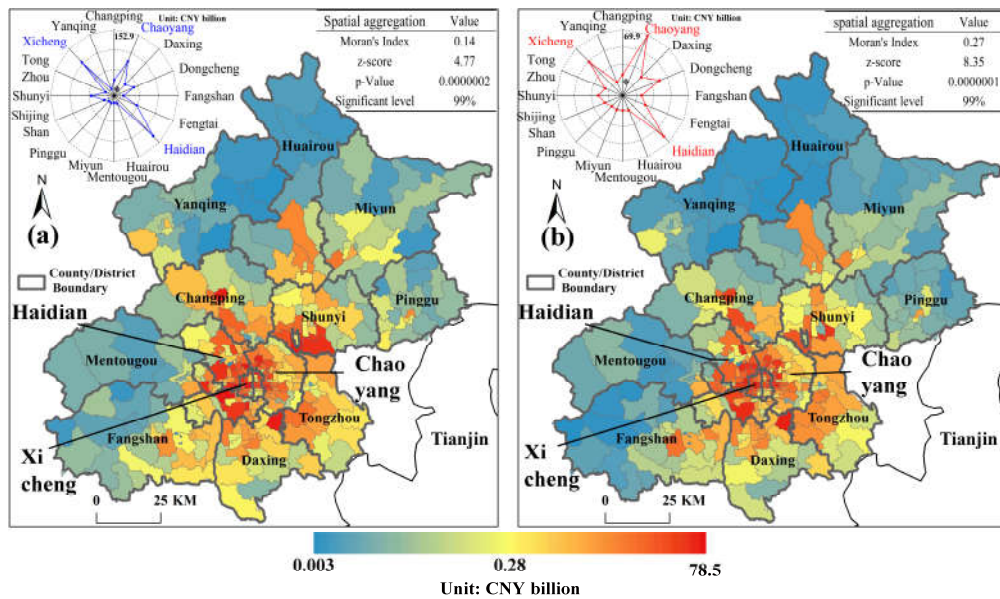 Changping
Unit: CNY billion
Yanqing
152.9
Chaoyang
Xicheng
Daxing
Tong
Zhou
Dongcheng
Shunyi
Fangshan
Shijing
Shan
Fengtai
Pinggu
Haidian
Miyun
Huairou
Mentougou
spatial aggregation Value
Moran's Index 0.14
z-score 4.77
p-Value 0.0000002
Significant level 99%
N
(a)
County/District
Boundary
Huairou
Yanqing
Miyun
Changping
Pinggu
Shunyi
Haidian
Mentougou
Chao
yang
Tongzhou
Fangshan
Xi
cheng
Daxing
Tianjin
0 25 KM
Changping
Unit: CNY billion
Yanqing
69.9
Chaoyang
Xicheng
Daxing
Tong
Zhou
Dongcheng
Shunyi
Fangshan
Shijing
Shan
Fengtai
Pinggu
Haidian
Miyun
Huairou
Mentougou
spatial aggregation Value
Moran's Index 0.27
z-score 8.35
p-Value 0.0000001
Significant level 99%
N
(b)
County/District
Boundary
Huairou
Yanqing
Miyun
Changping
Pinggu
Shunyi
Haidian
Mentougou
Chao
yang
Tongzhou
Fangshan
Xi
cheng
Daxing
Tianjin
0 25 KM
0.003 0.28 78.5
Unit: CNY billion